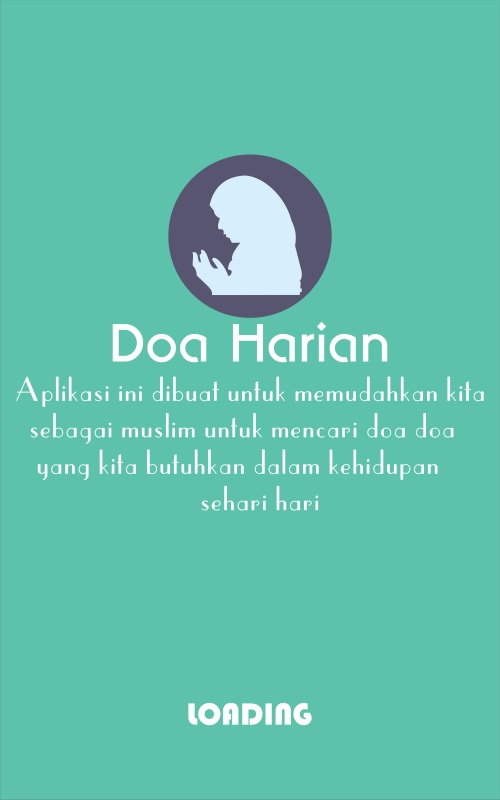 Doa Harian
Aplikasi ini dibuat untuk memudahkan kita
sebagai muslim untuk mencari doa doa
yang kita butuhkan dalam kehidupan
sehari hari
LOADING